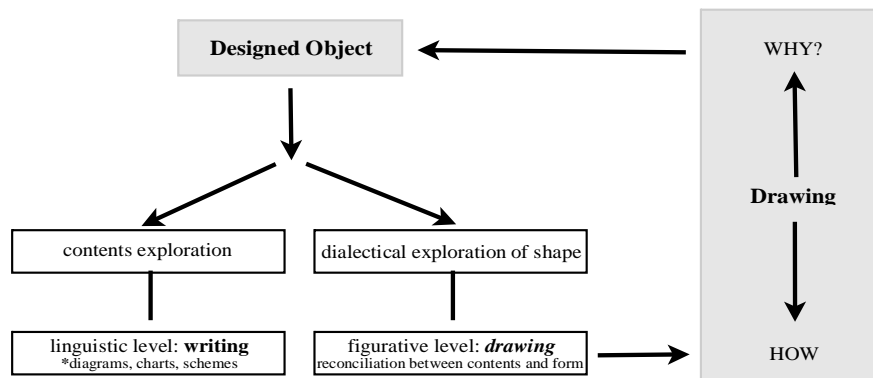 Designed Object
WHY?
Drawing
contents exploration
dialectical exploration of shape
linguistic level: writing
*diagrams, charts, schemes
figurative level: drawing
reconciliation between contents and form
HOW